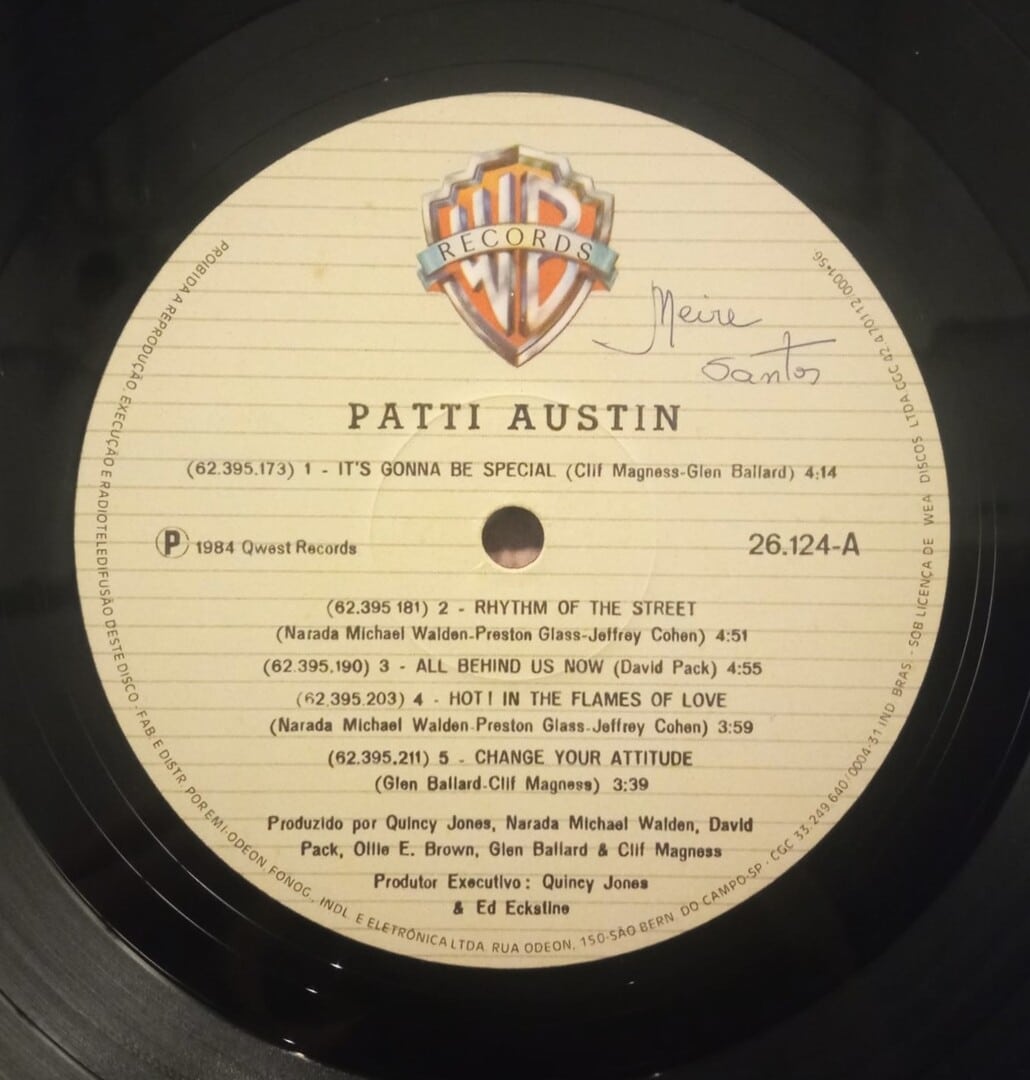 WB
RECORDS
Meire
Santos
PATTI AUSTIN
(62.395.173) 1 - IT'S GONNA BE SPECIAL (Clif Magness-Glen Ballard) 4:14
P 1984 Qwest Records
26.124-A
(62.395 181) 2 - RHYTHM OF THE STREET
(Narada Michael Walden-Preston Glass-Jeffrey Cohen) 4:51
(62.395.190) 3 - ALL BEHIND US NOW (David Pack) 4:55
(62.395.203) 4 - HOT! IN THE FLAMES OF LOVE
(Narada Michael Walden-Preston Glass-Jeffrey Cohen) 3:59
(62.395.211) 5 - CHANGE YOUR ATTITUDE
(Glen Ballard-Clif Magness) 3:39
Produzido por Quincy Jones, Narada Michael Walden, David
Pack, Ollie E. Brown, Glen Ballard & Clif Magness
Produtor Executivo: Quincy Jones
& Ed Eckstine
PROIBIDA A REPRODUÇÃO, EXECUÇÃO E RADIOTELEDIFUSÃO DESTE DISCO - FAB. E DISTR. POR EMI-ODEON, FONOG., INDL. E ELETRÔNICA LTDA. RUA ODEON, 150-SÃO BERN. DO CAMPO-SP - CGC 33.249.640/0004-31 IND. BRAS. - SOB LICENÇA DE WEA DISCOS LTDA. CGC 42.470112/0001-56